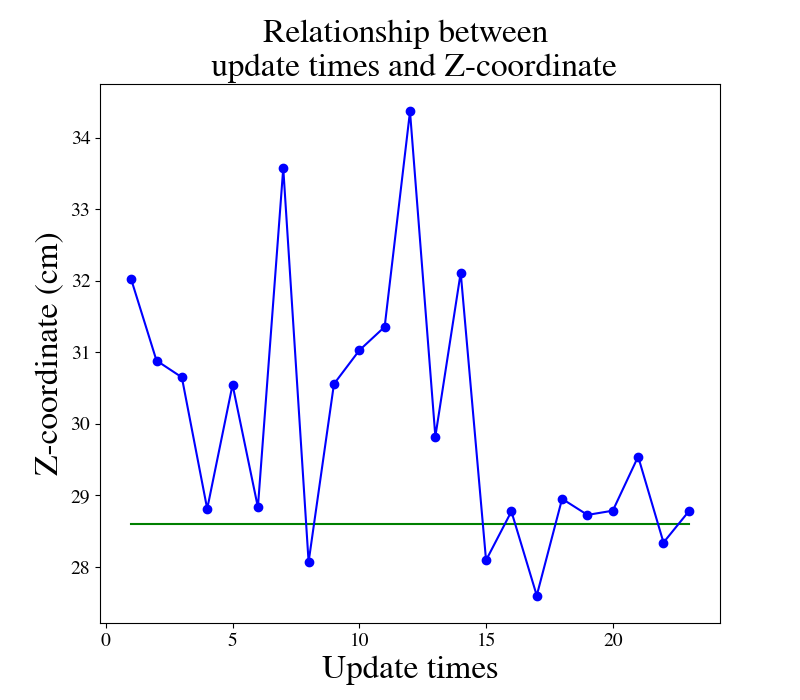 Relationship between
update times and Z-coordinate
Z-coordinate (cm)
34
33
32
31
30
29
28
0 5 10 15 20
Update times